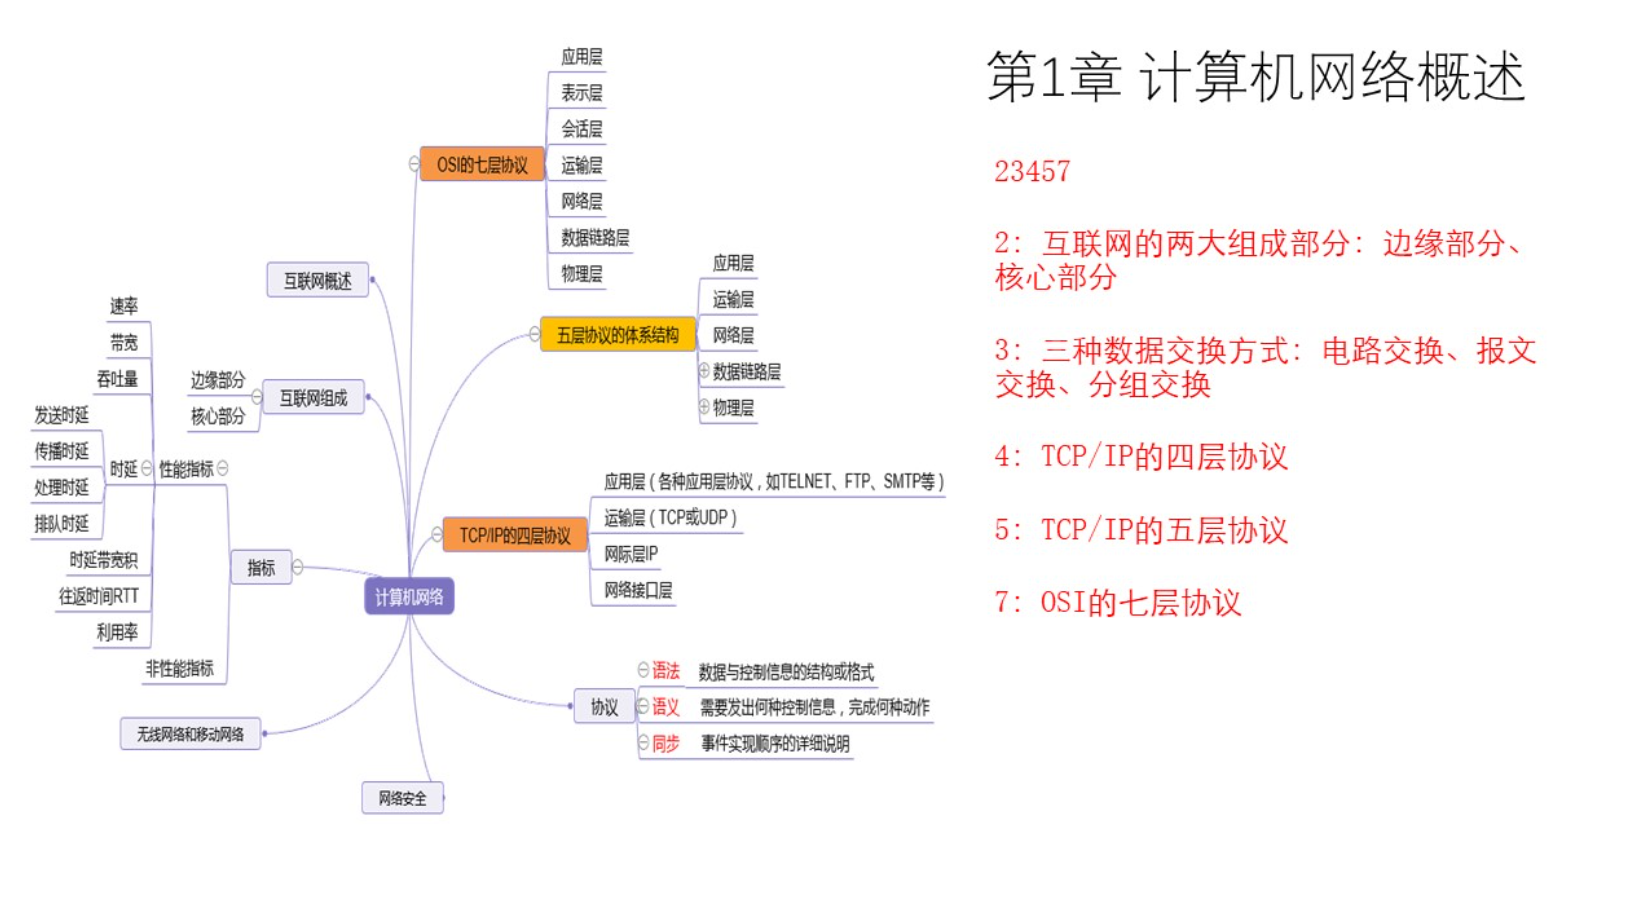 第1章 计算机网络概述
23457
2: 互联网的两大组成部分: 边缘部分、
核心部分
3: 三种数据交换方式: 电路交换、报文
交换、分组交换
4: TCP/IP的四层协议
5: TCP/IP的五层协议
7: OSI的七层协议
计算机网络
OSI的七层协议
应用层
表示层
会话层
运输层
网络层
数据链路层
物理层
五层协议的体系结构
应用层
运输层
网络层
数据链路层
物理层
TCP/IP的四层协议
应用层（各种应用层协议，如TELNET、FTP、SMTP等）
运输层（TCP或UDP）
网际层IP
网络接口层
协议
语法 数据与控制信息的结构或格式
语义 需要发出何种控制信息，完成何种动作
同步 事件实现顺序的详细说明
互联网概述
互联网组成
边缘部分
核心部分
指标
性能指标
速率
带宽
吞吐量
时延
发送时延
传播时延
处理时延
排队时延
时延带宽积
往返时间RTT
利用率
非性能指标
无线网络和移动网络
网络安全